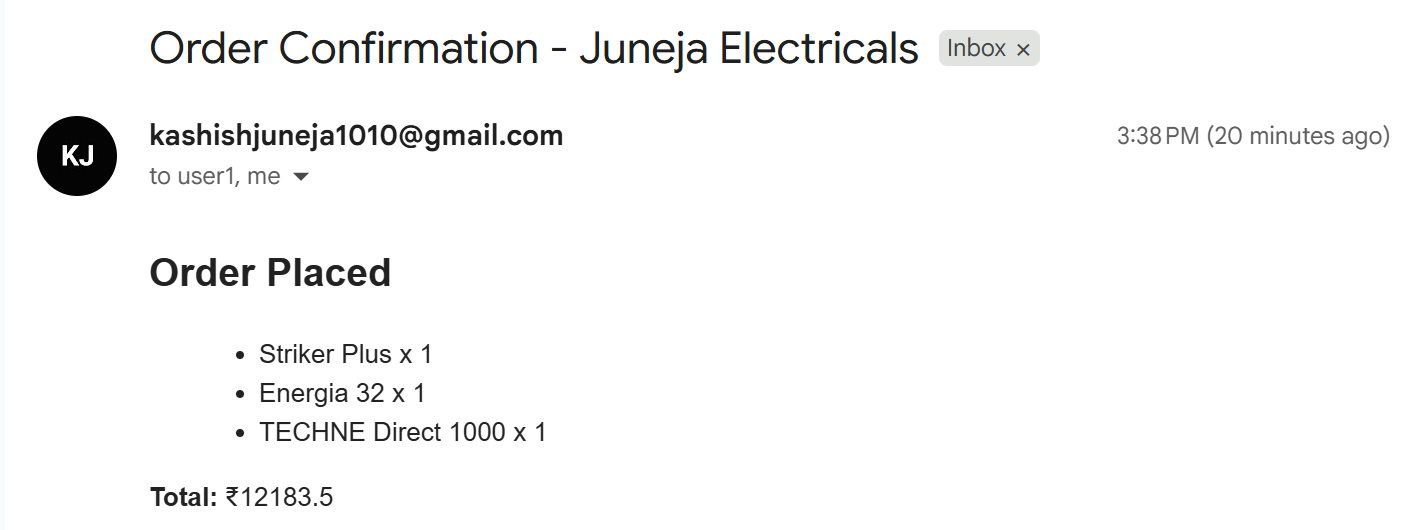 Order Confirmation - Juneja Electricals Inbox ×
KJ
kashishjuneja1010@gmail.com 3:38 PM (20 minutes ago)
to user1, me
Order Placed
• Striker Plus x 1
• Energia 32 x 1
• TECHNE Direct 1000 x 1
Total: ₹12183.5